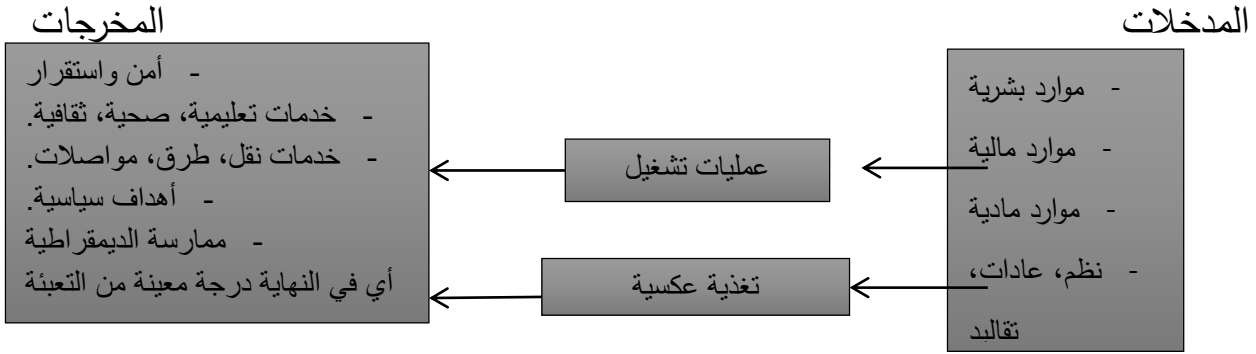 المدخلات
- موارد بشرية
- موارد مالية
- موارد مادية
- نظم، عادات،
تقاليد
عمليات تشغيل
تغذية عكسية
المخرجات
- أمن واستقرار
- خدمات تعليمية، صحية، ثقافية.
- خدمات نقل، طرق، مواصلات.
- أهداف سياسية.
- ممارسة الديمقراطية
أي في النهاية درجة معينة من التعبئة